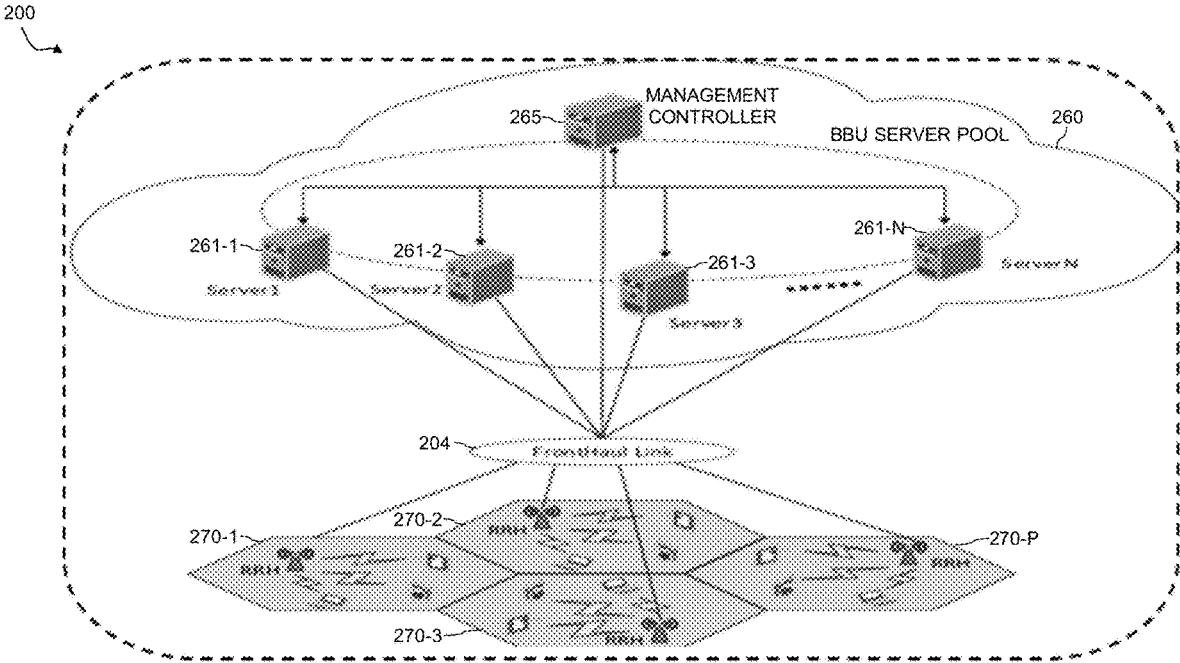 200
MANAGEMENT
CONTROLLER
265
BBU SERVER POOL
260
261-1
261-2
261-3
261-N
Server1
Server2
Server3
ServerN
204
FrontHaul Link
270-1
270-2
270-P
RRH
RRH
RRH
270-3
RRH